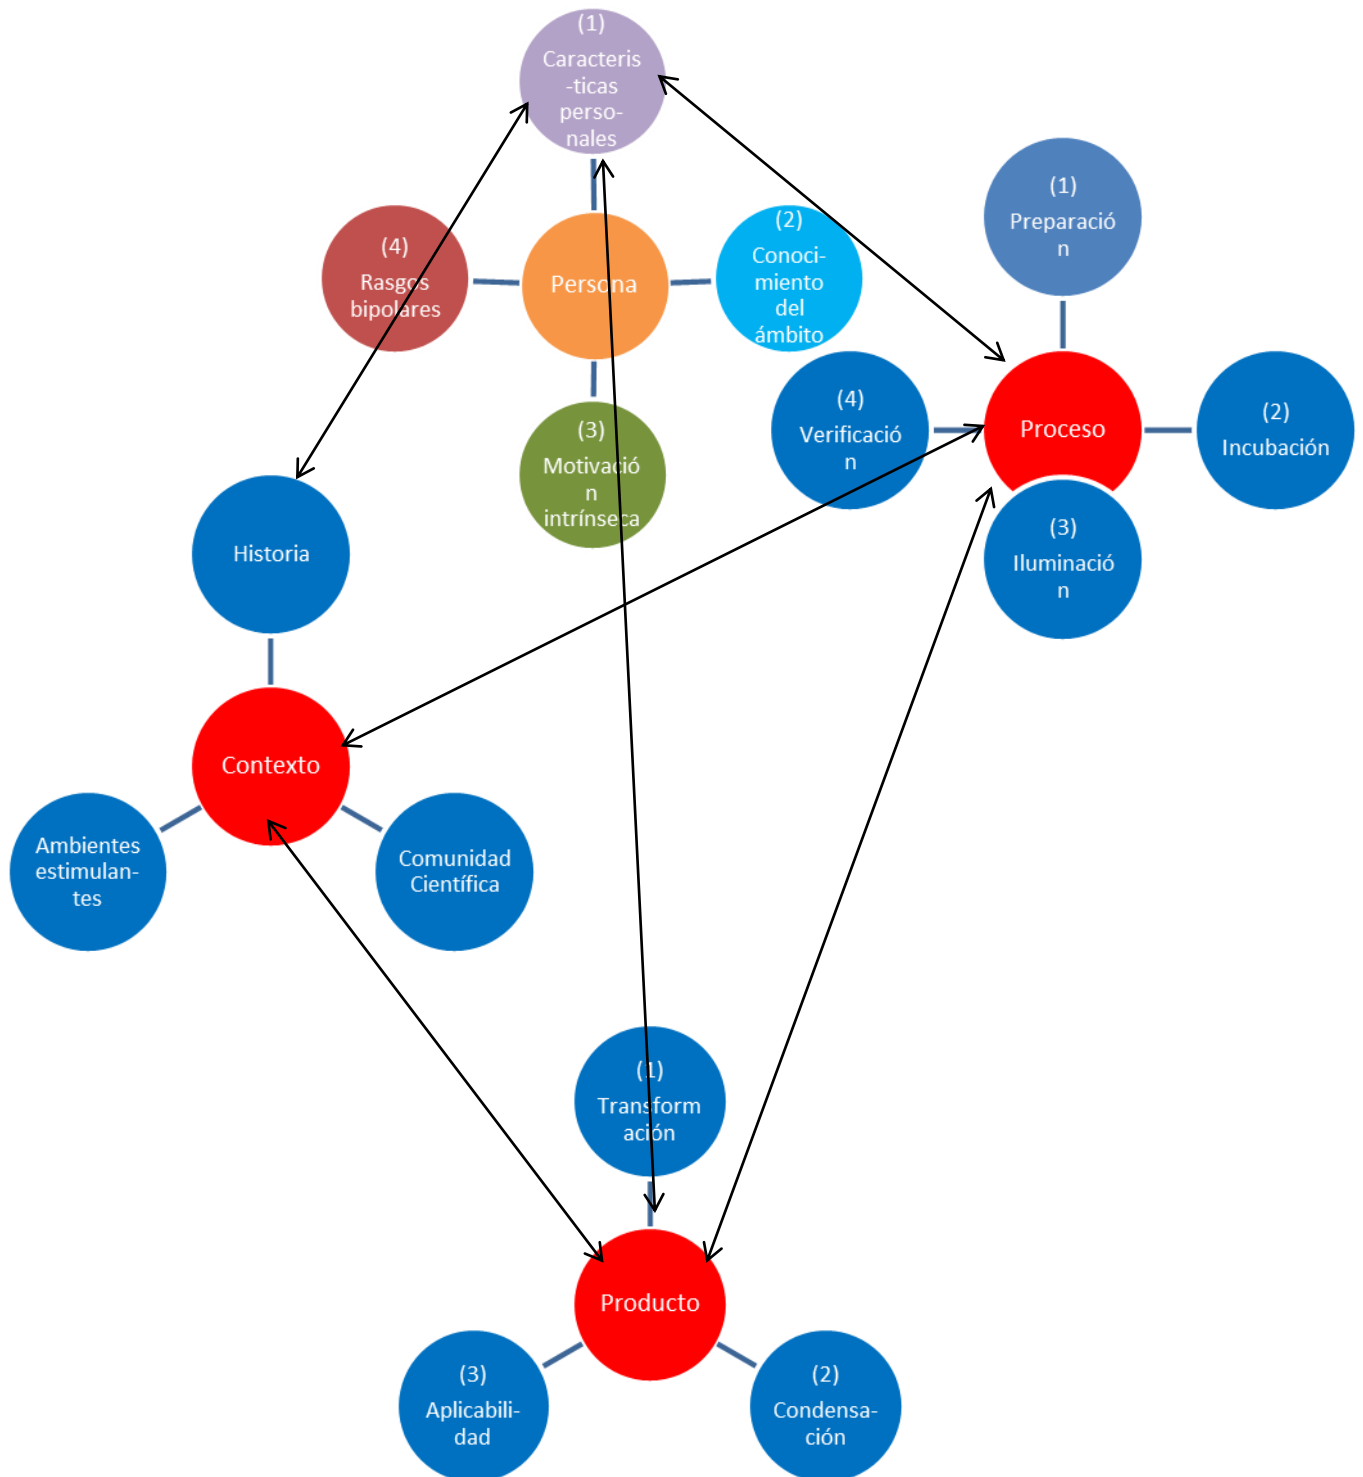 (1)
Caracteris
-ticas
perso-
nales
(4)
Rasgos
bipolares
Persona
(2)
Conoci-
miento
del
ámbito
(3)
Motivació
n
intrínseca
(1)
Preparació
n
(4)
Verificació
n
Proceso
(2)
Incubación
(3)
Iluminació
n
Historia
Contexto
Ambientes
estimulan-
tes
Comunidad
Científica
(1)
Transform
ación
Producto
(3)
Aplicabili-
dad
(2)
Condensa-
ción